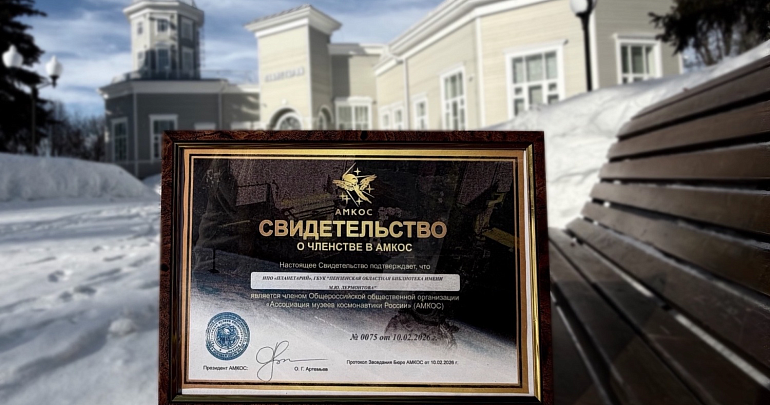 АМКОС
СВИДЕТЕЛЬСТВО
О ЧЛЕНСТВЕ В АМКОС
Настоящее Свидетельство подтверждает, что
НПО «ПЛАНЕТАРИЙ», ГБУК "ПЕНЗЕНСКАЯ ОБЛАСТНАЯ БИБЛИОТЕКА ИМЕНИ
М.Ю. ЛЕРМОНТОВА"
является членом Общероссийской общественной организации
«Ассоциация музеев космонавтики России» (АМКОС)
№ 0075 от 10.02.2026 г.
Президент АМКОС:
О. Г. Артемьев
Протокол Заседания Бюро АМКОС от 10.02.2026 г.